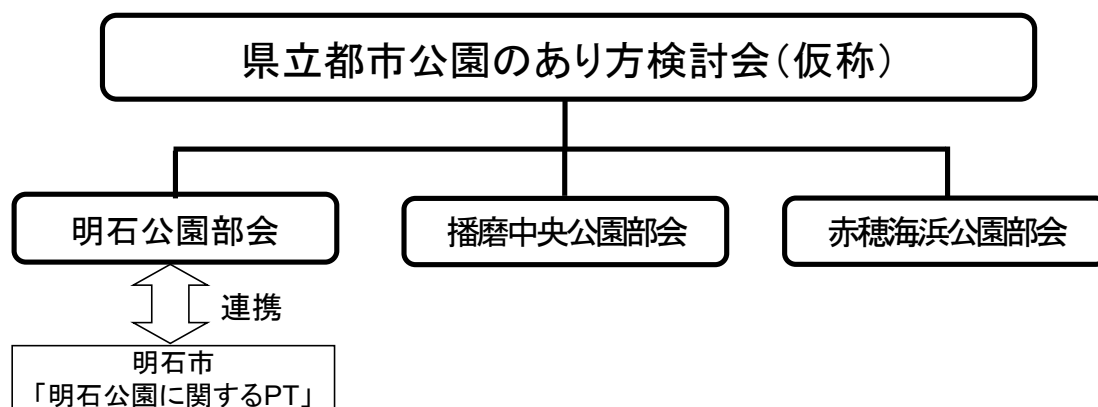 県立都市公園のあり方検討会（仮称）
明石公園部会
播磨中央公園部会
赤穂海浜公園部会
連携
明石市
「明石公園に関するPT」